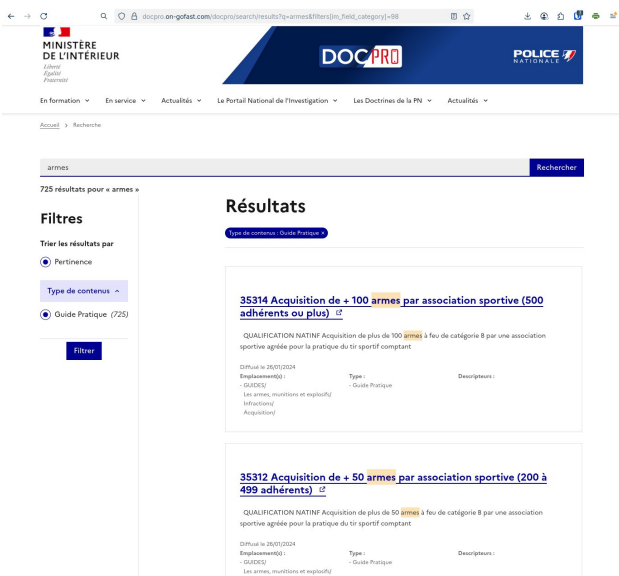 docpro.on-gofast.com/docpro/search/results?q=armes&filters[im_field_category]=98
MINISTÈRE
DE L'INTÉRIEUR
Liberté
Égalité
Fraternité
DOCPRO
POLICE
NATIONALE
En formation En service Actualités Le Portail National de l'Investigation Les Doctrines de la PN Actualités
Accueil > Recherche
armes
Rechercher
725 résultats pour « armes »
Filtres
Trier les résultats par
Pertinence
Type de contenus
Guide Pratique (725)
Filtrer
Résultats
Type de contenus : Guide Pratique ×
35314 Acquisition de + 100 armes par association sportive (500
adhérents ou plus)
QUALIFICATION NATINF Acquisition de plus de 100 armes à feu de catégorie B par une association
sportive agréée pour la pratique du tir sportif comptant
Diffusé le 26/01/2024
Emplacement(s) : Type : Descripteurs :
- GUIDES/ - Guide Pratique
Les armes, munitions et explosifs/
Infractions/
Acquisition/
35312 Acquisition de + 50 armes par association sportive (200 à
499 adhérents)
QUALIFICATION NATINF Acquisition de plus de 50 armes à feu de catégorie B par une association
sportive agréée pour la pratique du tir sportif comptant
Diffusé le 26/01/2024
Emplacement(s) : Type : Descripteurs :
- GUIDES/ - Guide Pratique
Les armes, munitions et explosifs/